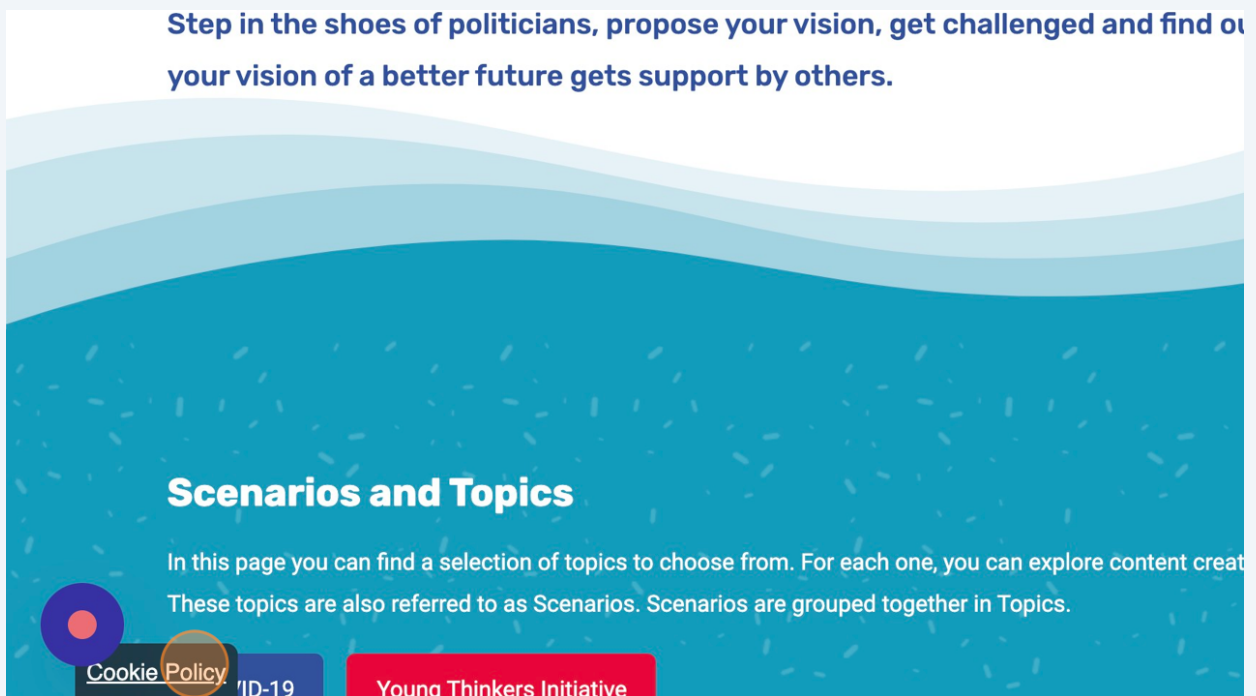 Step in the shoes of politicians, propose your vision, get challenged and find
your vision of a better future gets support by others.
Scenarios and Topics
In this page you can find a selection of topics to choose from. For each one, you can explore content
These topics are also referred to as Scenarios. Scenarios are grouped together in Topics.
Cookie Policy
VID-19
Young Thinkers Initiative